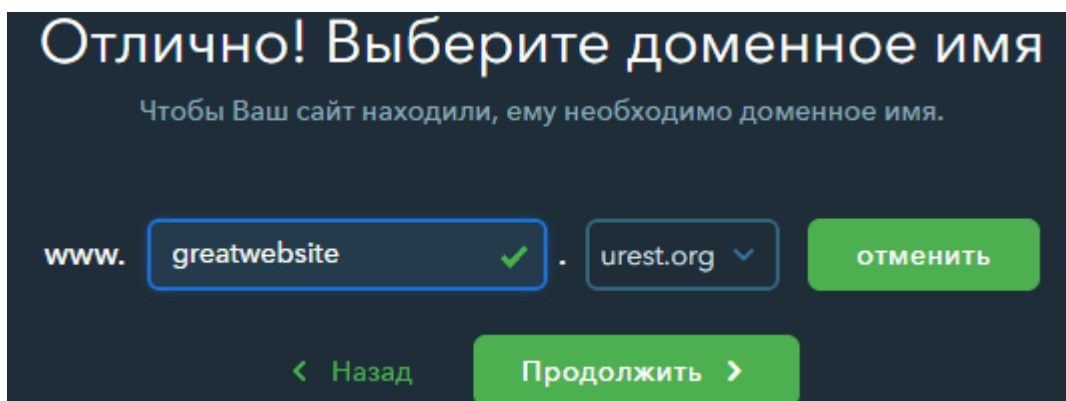 Отлично! Выберите доменное имя
Чтобы Ваш сайт находили, ему необходимо доменное имя.
www. greatwebsite . urest.org отменить
Назад Продолжить